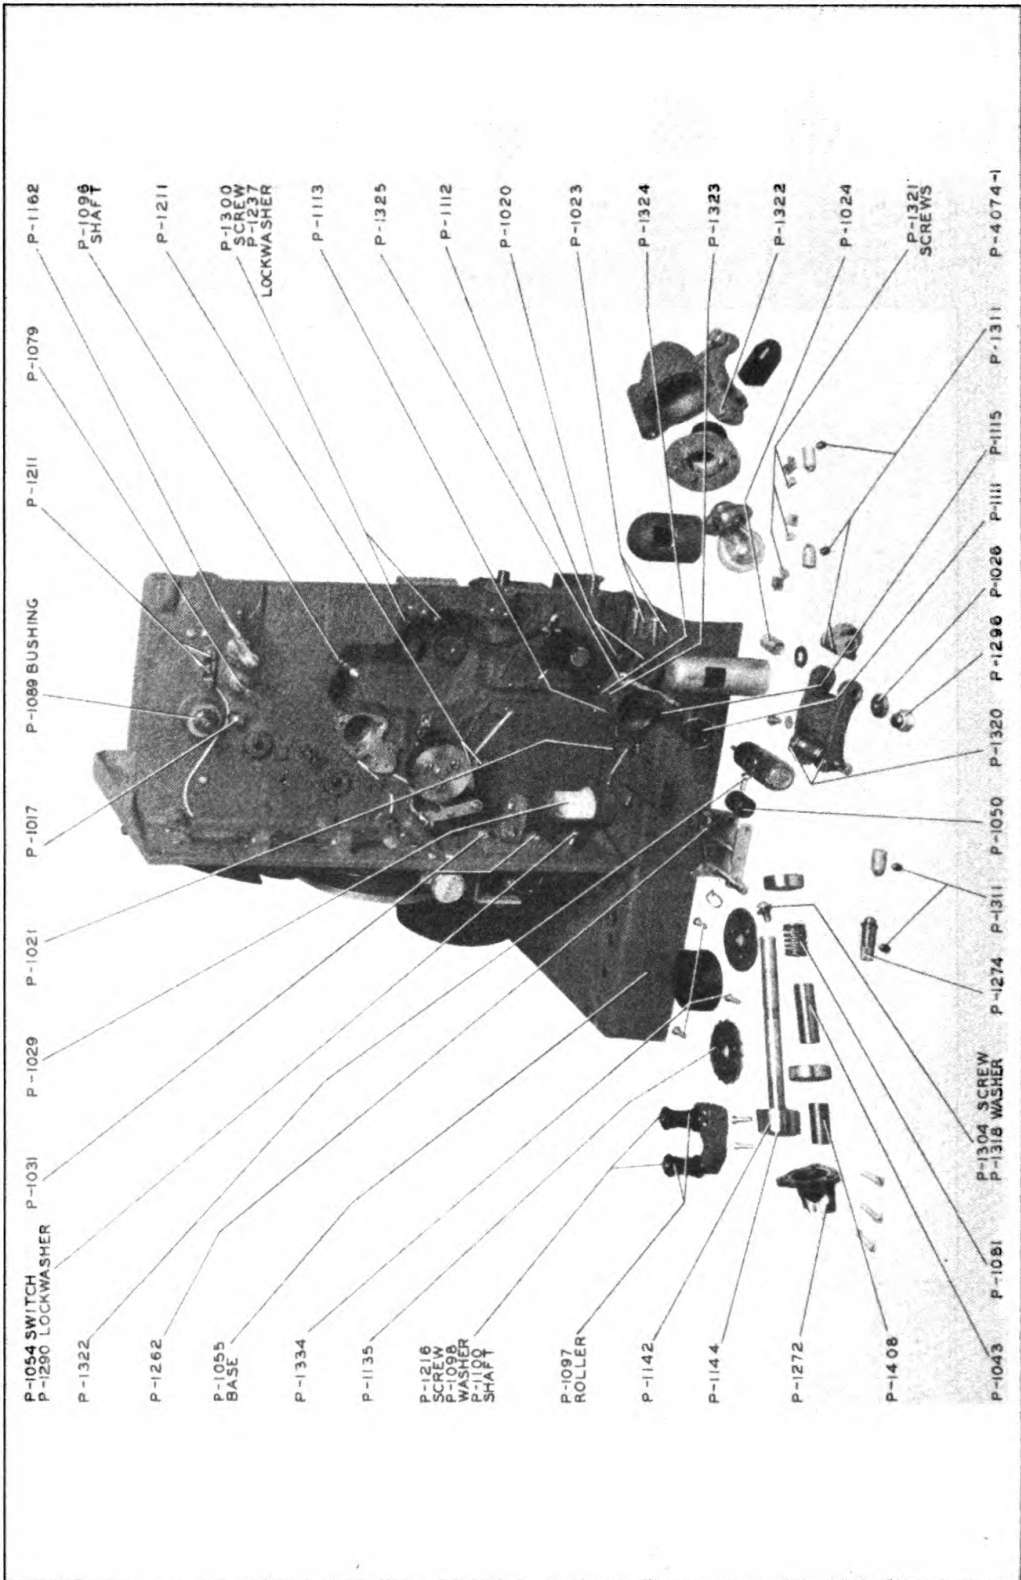 P-1054 SWITCH
P-1290 LOCKWASHER
P-1031
P-1029
P-1021
P-1017
P-1089 BUSHING
P-1211
P-1079
P-1162
P-1322
P-1262
P-1055
BASE
P-1334
P-1135
P-1216
SCREW
P-1098
WASHER
P-1100
SHAFT
P-1097
ROLLER
P-1142
P-1144
P-1272
P-1408
P-1096
SHAFT
P-1211
P-1300
SCREW
P-1237
LOCKWASHER
P-1113
P-1325
P-1112
P-1020
P-1023
P-1324
P-1323
P-1322
P-1024
P-1321
SCREWS
P-1043
P-1081
P-1304 SCREW
P-1318 WASHER
P-1274
P-1311
P-1050
P-1320
P-1296
P-1026
P-1111
P-1115
P-1311
P-4074-1